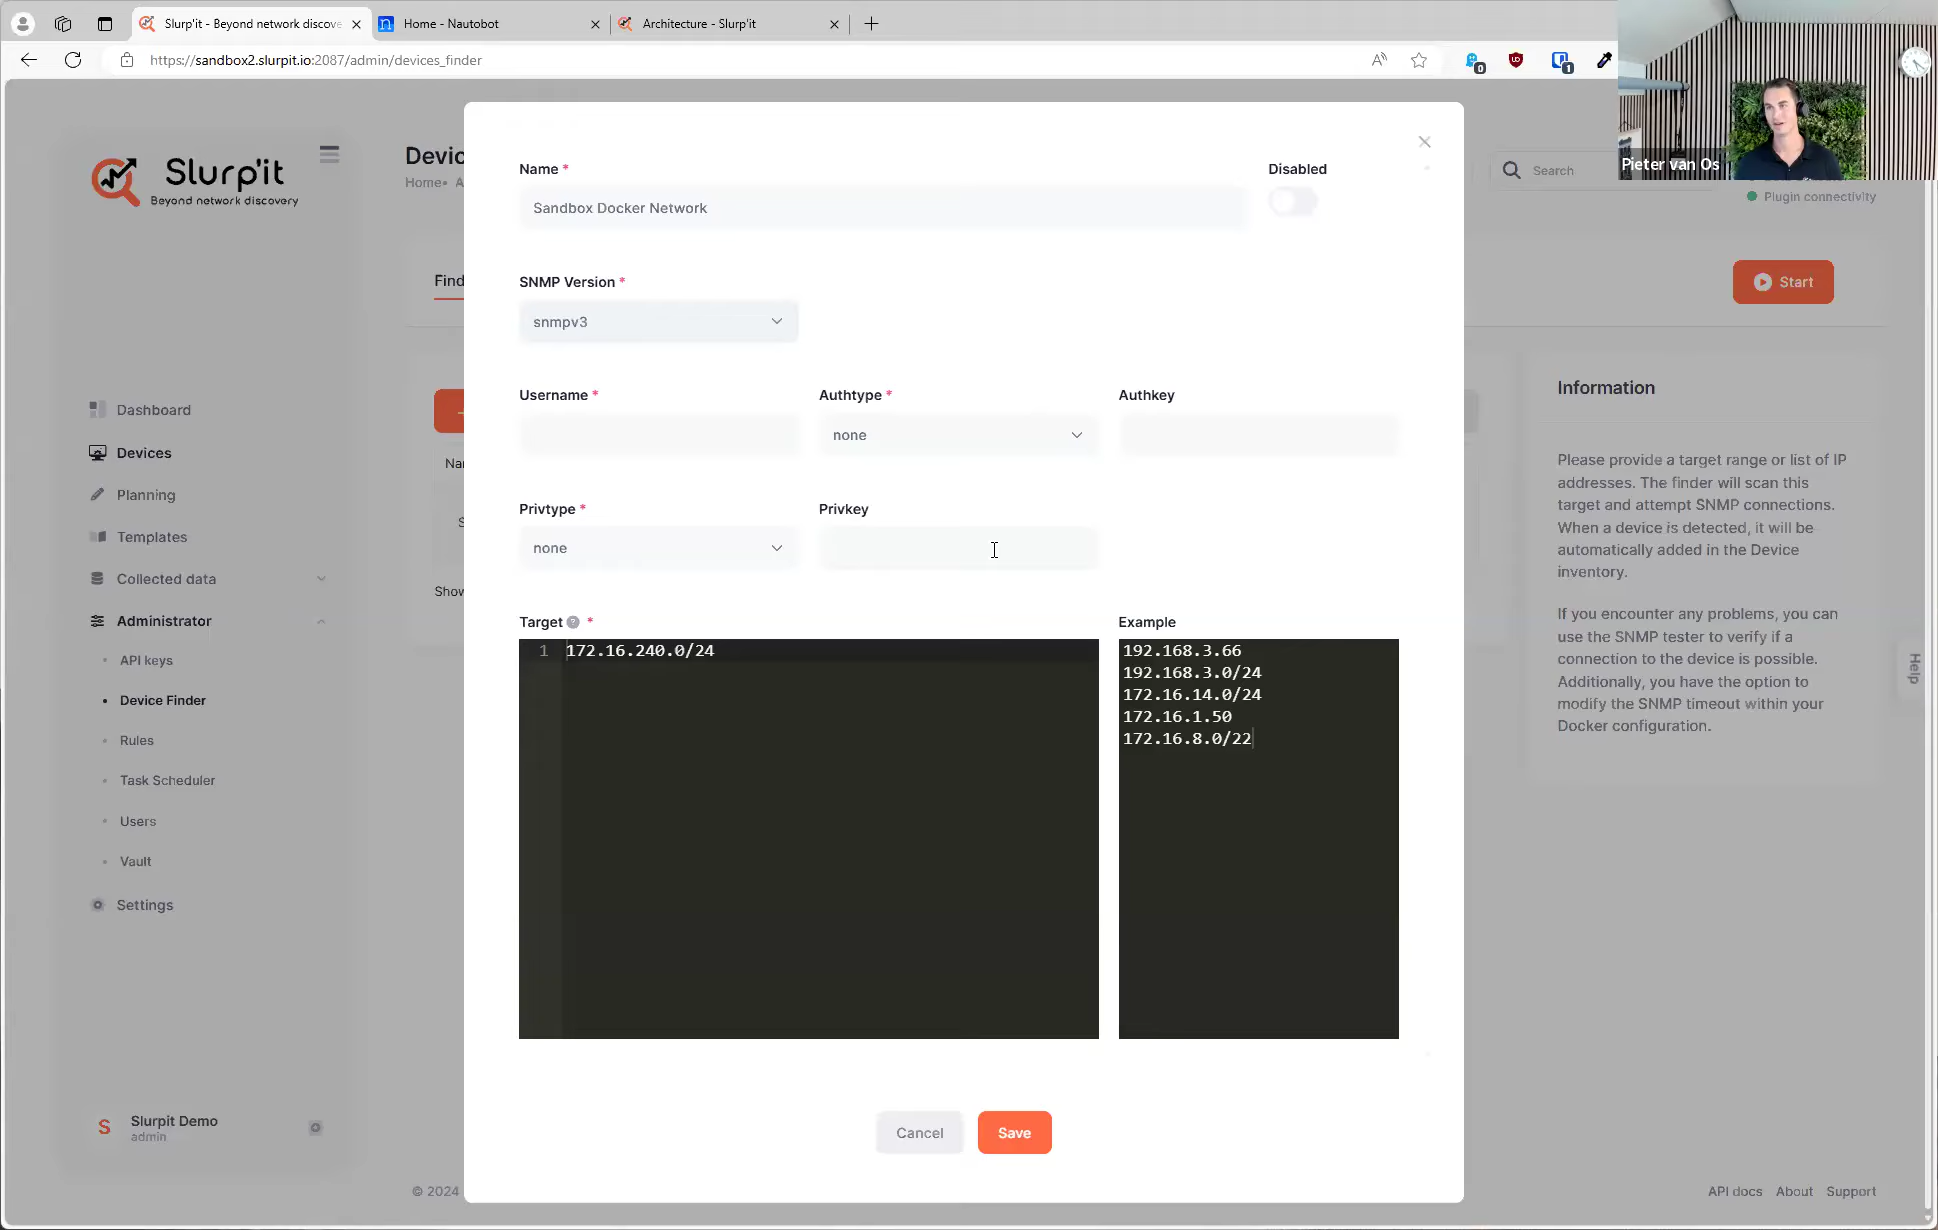 Slurp'it - Beyond network discove
Home - Nautobot
Architecture - Slurp'it
https://sandbox2.slurpit.io:2087/admin/devices_finder
0
1
Pieter van Os
Slurp'it
Beyond network discovery
Devic
Home• A
Search
Plugin connectivity
Name *
Disabled
Sandbox Docker Network
Find
Start
SNMP Version *
snmpv3
Username *
Authtype *
Authkey
none
Privtype *
Privkey
none
Target ? *
Example
1 172.16.240.0/24
192.168.3.66
192.168.3.0/24
172.16.14.0/24
172.16.1.50
172.16.8.0/22
Cancel
Save
Dashboard
Devices
Planning
Templates
Collected data
Administrator
API keys
Device Finder
Rules
Task Scheduler
Users
Vault
Settings
Nar
S
Show
Information
Please provide a target range or list of IP
addresses. The finder will scan this
target and attempt SNMP connections.
When a device is detected, it will be
automatically added in the Device
inventory.
If you encounter any problems, you can
use the SNMP tester to verify if a
connection to the device is possible.
Additionally, you have the option to
modify the SNMP timeout within your
Docker configuration.
Help
S
Slurpit Demo
admin
© 2024
API docs
About
Support